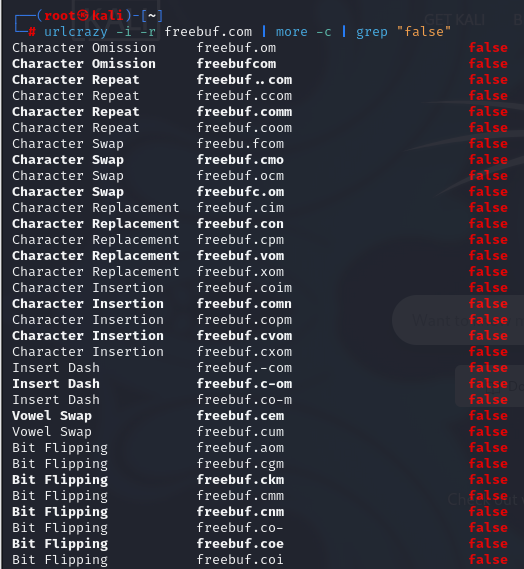 GET KALI
┌──(root㉿kali)-[~]
└─# urlcrazy -i -r freebuf.com | more -c | grep "false"
Character Omission freebuf.om false
Character Omission freebufcom false
Character Repeat freebuf..com false
Character Repeat freebuf.ccom false
Character Repeat freebuf.comm false
Character Repeat freebuf.coom false
Character Swap freebu.fcom false
Character Swap freebuf.cmo false
Character Swap freebuf.ocm false
Character Swap freebufc.om false
Character Replacement freebuf.cim false
Character Replacement freebuf.con false
Character Replacement freebuf.cpm false
Character Replacement freebuf.vom false
Character Replacement freebuf.xom false
Character Insertion freebuf.coim false
Character Insertion freebuf.comn false
Character Insertion freebuf.copm false
Character Insertion freebuf.cvom false
Character Insertion freebuf.cxom false
Insert Dash freebuf.-com false
Insert Dash freebuf.c-om false
Insert Dash freebuf.co-m false
Vowel Swap freebuf.cem false
Vowel Swap freebuf.cum false
Bit Flipping freebuf.aom false
Bit Flipping freebuf.cgm false
Bit Flipping freebuf.ckm false
Bit Flipping freebuf.cmm false
Bit Flipping freebuf.cnm false
Bit Flipping freebuf.co- false
Bit Flipping freebuf.coe false
Bit Flipping freebuf.coi false